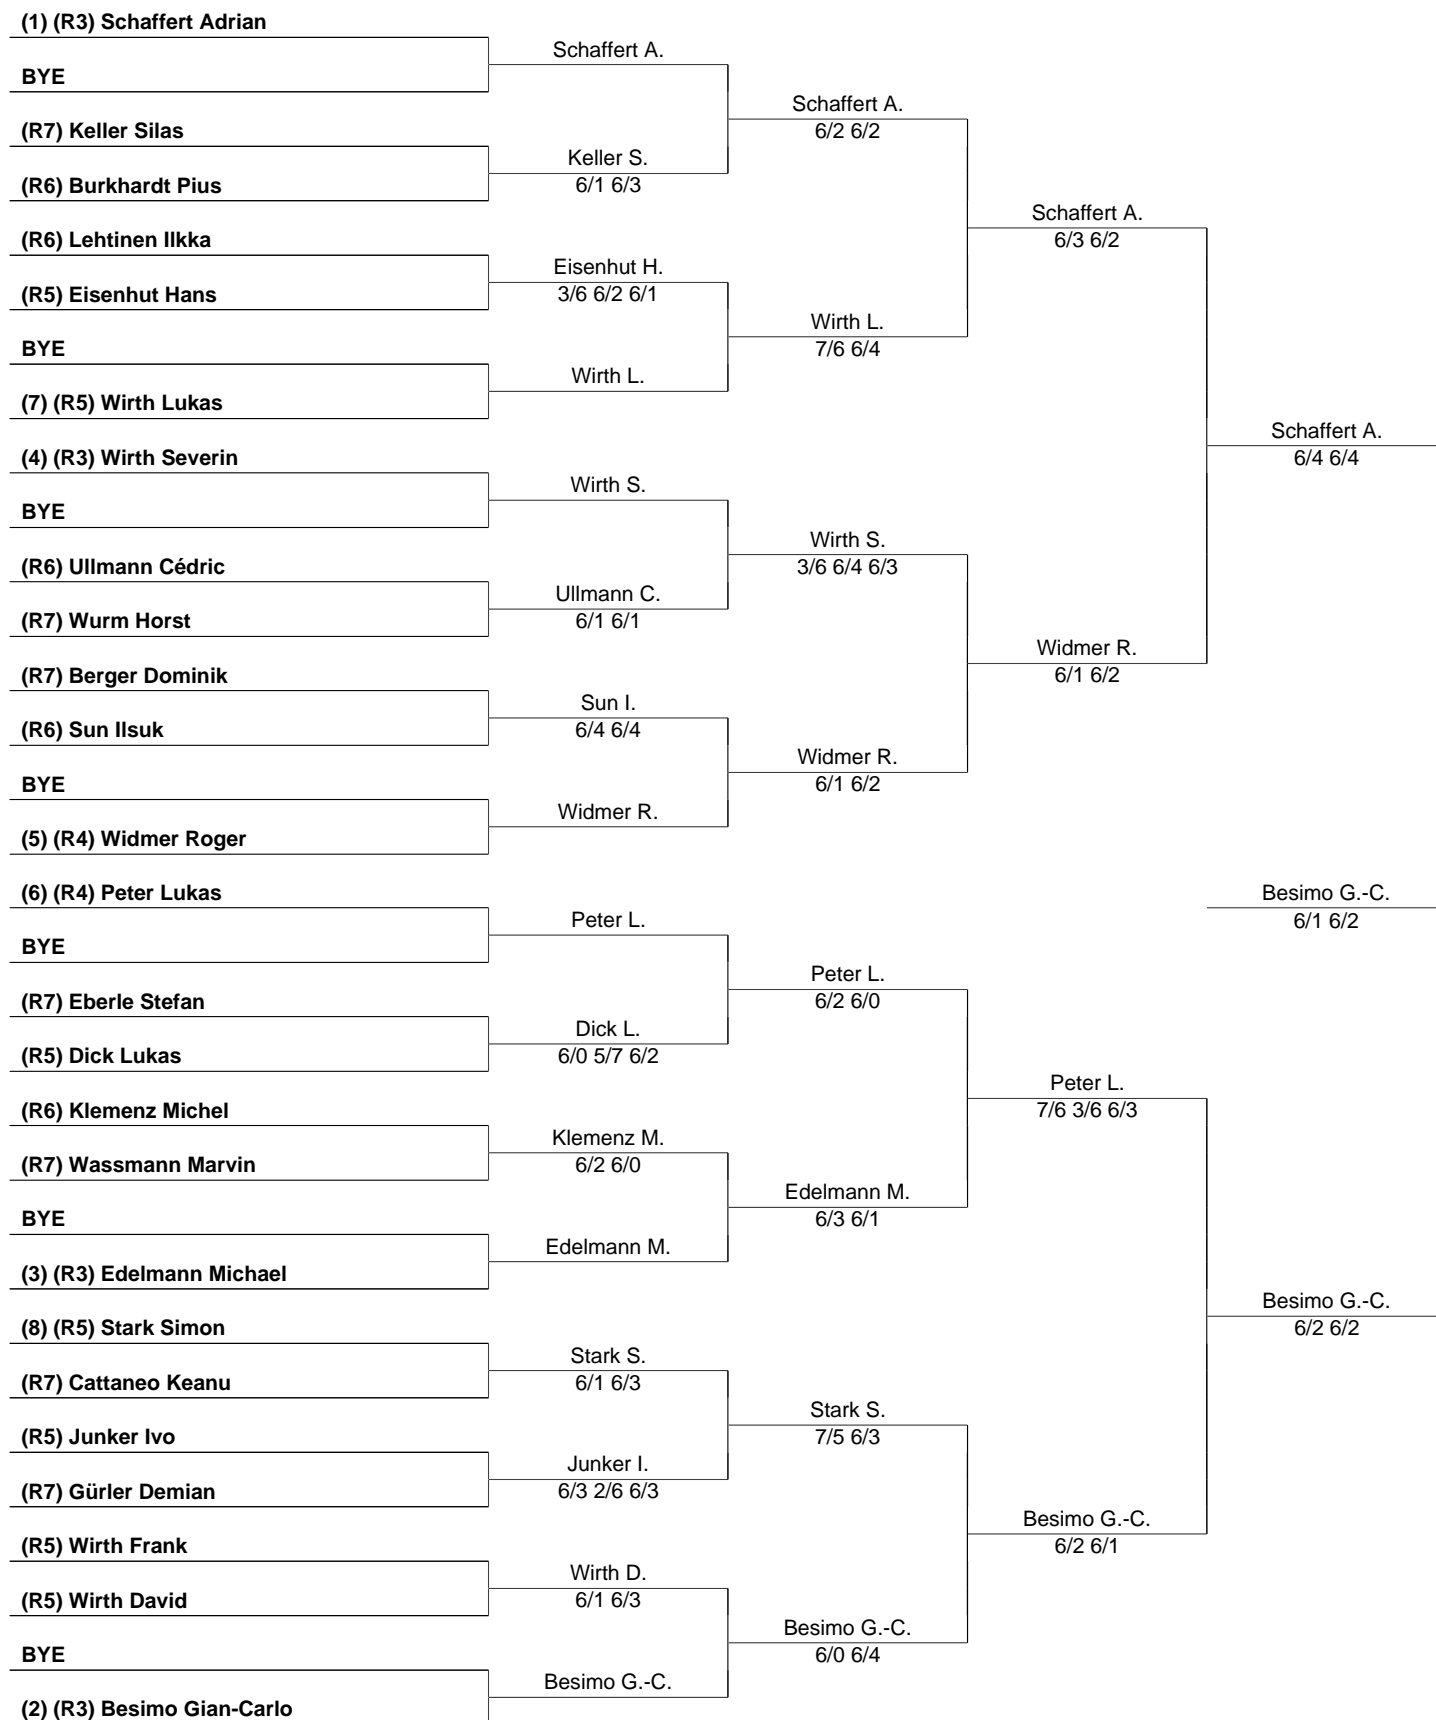 (1) (R3) Schaffert Adrian
BYE
(R7) Keller Silas
(R6) Burkhardt Pius
(R6) Lehtinen Ilkka
(R5) Eisenhut Hans
BYE
(7) (R5) Wirth Lukas
(4) (R3) Wirth Severin
BYE
(R6) Ullmann Cédric
(R7) Wurm Horst
(R7) Berger Dominik
(R6) Sun Ilsuk
BYE
(5) (R4) Widmer Roger
(6) (R4) Peter Lukas
BYE
(R7) Eberle Stefan
(R5) Dick Lukas
(R6) Klemenz Michel
(R7) Wassmann Marvin
BYE
(3) (R3) Edelmann Michael
(8) (R5) Stark Simon
(R7) Cattaneo Keanu
(R5) Junker Ivo
(R7) Gürler Demian
(R5) Wirth Frank
(R5) Wirth David
BYE
(2) (R3) Besimo Gian-Carlo
Schaffert A.
Keller S.
6/1 6/3
Eisenhut H.
3/6 6/2 6/1
Wirth L.
Wirth S.
Ullmann C.
6/1 6/1
Sun I.
6/4 6/4
Widmer R.
Peter L.
Dick L.
6/0 5/7 6/2
Klemenz M.
6/2 6/0
Edelmann M.
Stark S.
6/1 6/3
Junker I.
6/3 2/6 6/3
Wirth D.
6/1 6/3
Besimo G.-C.
Schaffert A.
6/2 6/2
Wirth L.
7/6 6/4
Wirth S.
3/6 6/4 6/3
Widmer R.
6/1 6/2
Peter L.
6/2 6/0
Edelmann M.
6/3 6/1
Stark S.
7/5 6/3
Besimo G.-C.
6/0 6/4
Schaffert A.
6/3 6/2
Widmer R.
6/1 6/2
Peter L.
7/6 3/6 6/3
Besimo G.-C.
6/2 6/1
Schaffert A.
6/4 6/4
Besimo G.-C.
6/1 6/2
Besimo G.-C.
6/2 6/2